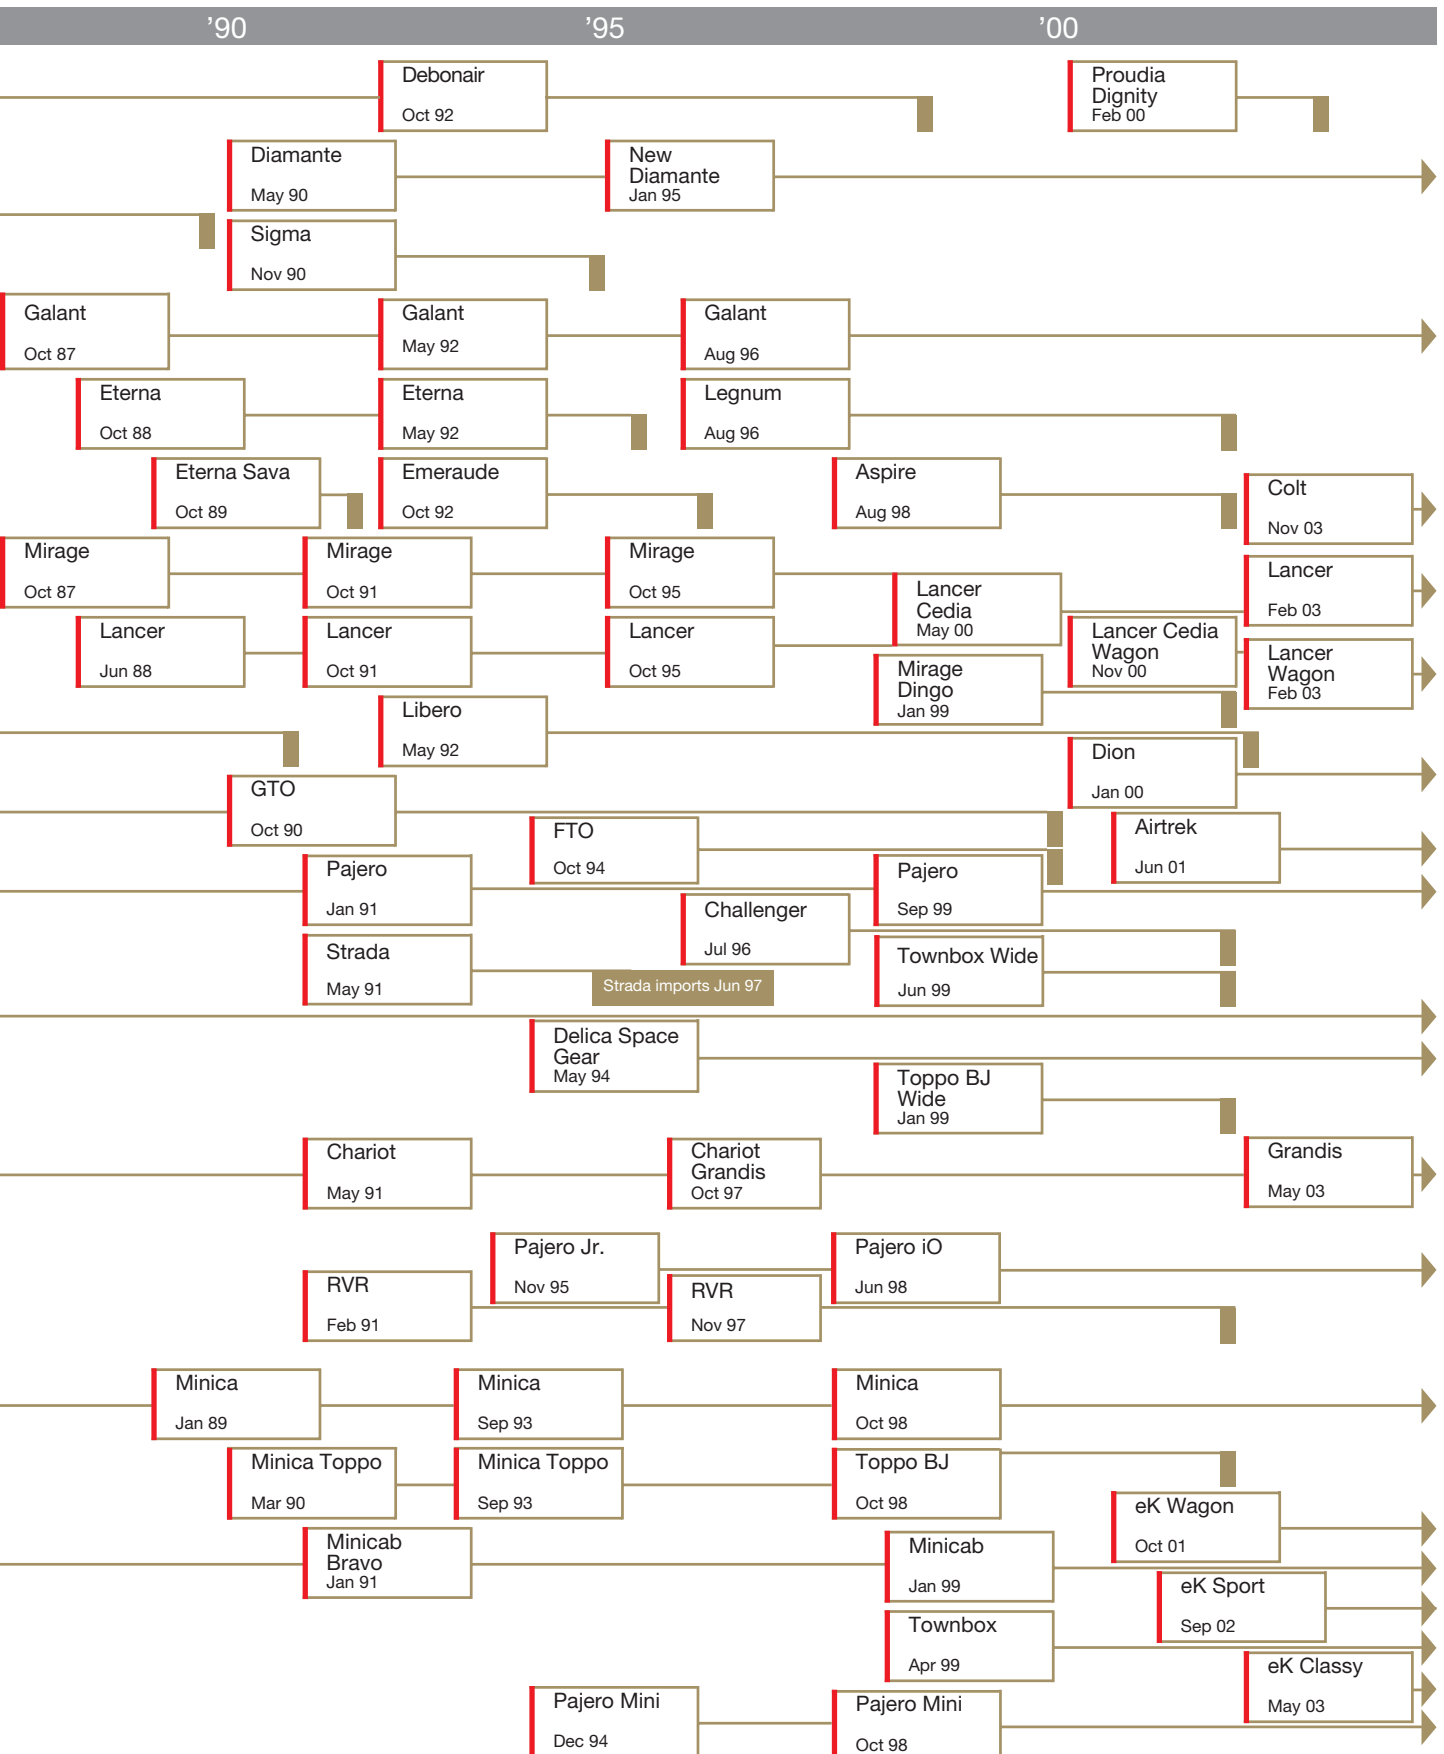 ’90
’95
’00
Debonair
Oct 92
Proudia
Dignity
Feb 00
Diamante
May 90
New
Diamante
Jan 95
Sigma
Nov 90
Galant
Oct 87
Galant
May 92
Galant
Aug 96
Eterna
Oct 88
Eterna
May 92
Legnum
Aug 96
Eterna Sava
Oct 89
Emeraude
Oct 92
Aspire
Aug 98
Colt
Nov 03
Mirage
Oct 87
Mirage
Oct 91
Mirage
Oct 95
Lancer
Cedia
May 00
Lancer
Feb 03
Lancer
Jun 88
Lancer
Oct 91
Lancer
Oct 95
Lancer Cedia
Wagon
Nov 00
Lancer
Wagon
Feb 03
Mirage
Dingo
Jan 99
Libero
May 92
Dion
Jan 00
GTO
Oct 90
FTO
Oct 94
Airtrek
Jun 01
Pajero
Jan 91
Pajero
Sep 99
Challenger
Jul 96
Strada
May 91
Strada imports Jun 97
Townbox Wide
Jun 99
Delica Space
Gear
May 94
Toppo BJ
Wide
Jan 99
Chariot
May 91
Chariot
Grandis
Oct 97
Grandis
May 03
Pajero Jr.
Nov 95
Pajero iO
Jun 98
RVR
Feb 91
RVR
Nov 97
Minica
Jan 89
Minica
Sep 93
Minica
Oct 98
Minica Toppo
Mar 90
Minica Toppo
Sep 93
Toppo BJ
Oct 98
eK Wagon
Oct 01
Minicab
Bravo
Jan 91
Minicab
Jan 99
eK Sport
Sep 02
Townbox
Apr 99
eK Classy
May 03
Pajero Mini
Dec 94
Pajero Mini
Oct 98